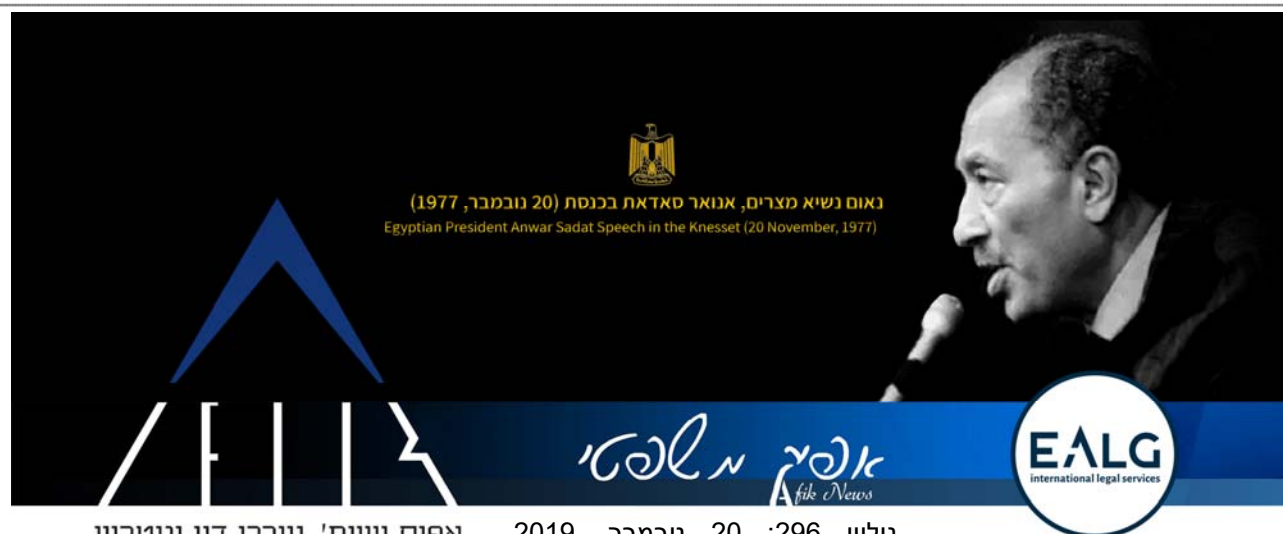 נאום נשיא מצרים, אנואר סאדאת בכנסת (20 נובמבר, 1977)
Egyptian President Anwar Sadat Speech in the Knesset (20 November, 1977)
אפיק משפטי
Afik News
EALG
international legal services
גיליון 296: 20 נובמבר 2019